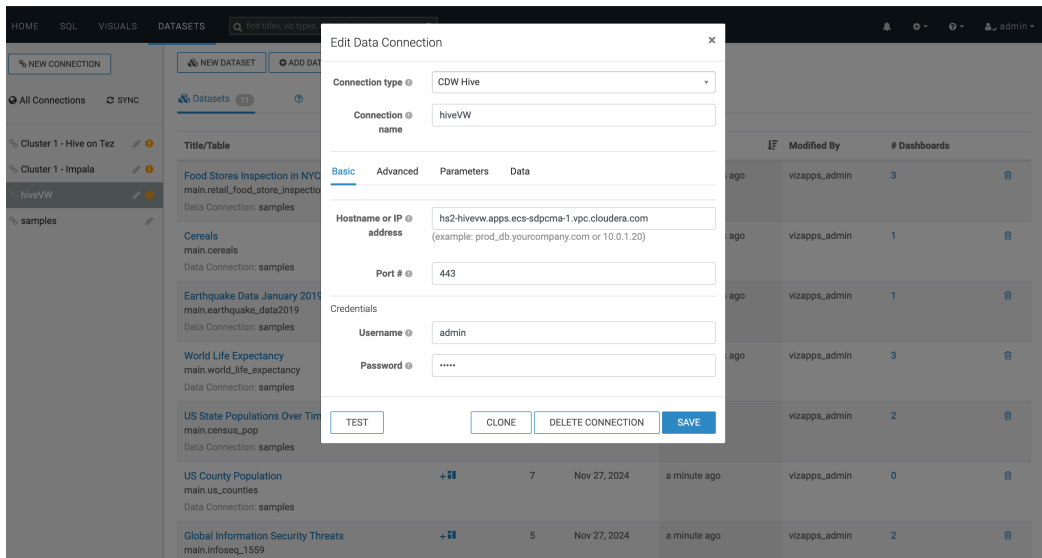 HOME SQL VISUALS DATASETS find titles, viz types, admin
NEW CONNECTION
NEW DATASET ADD DAT
All Connections SYNC
Datasets 11
Cluster 1 - Hive on Tez
Cluster 1 - Impala
hiveVW
samples
Title/Table Modified By # Dashboards
Food Stores Inspection in NYC ago vizapps_admin 3
main.retail_food_store_inspectio
Data Connection: samples
Cereals ago vizapps_admin 1
main.cereals
Data Connection: samples
Earthquake Data January 2019 ago vizapps_admin 1
main.earthquake_data2019
Data Connection: samples
World Life Expectancy ago vizapps_admin 3
main.world_life_expectancy
Data Connection: samples
US State Populations Over Tim vizapps_admin 2
main.census_pop
Data Connection: samples
US County Population 7 Nov 27, 2024 a minute ago vizapps_admin 0
main.us_counties
Data Connection: samples
Global Information Security Threats 5 Nov 27, 2024 a minute ago vizapps_admin 2
main.infoseq_1559
Edit Data Connection ×
Connection type CDW Hive
Connection name hiveVW
Basic Advanced Parameters Data
Hostname or IP address hs2-hivevw.apps.ecs-sdpcma-1.vpc.cloudera.com
(example: prod_db.yourcompany.com or 10.0.1.20)
Port # 443
Credentials
Username admin
Password •••••
TEST CLONE DELETE CONNECTION SAVE